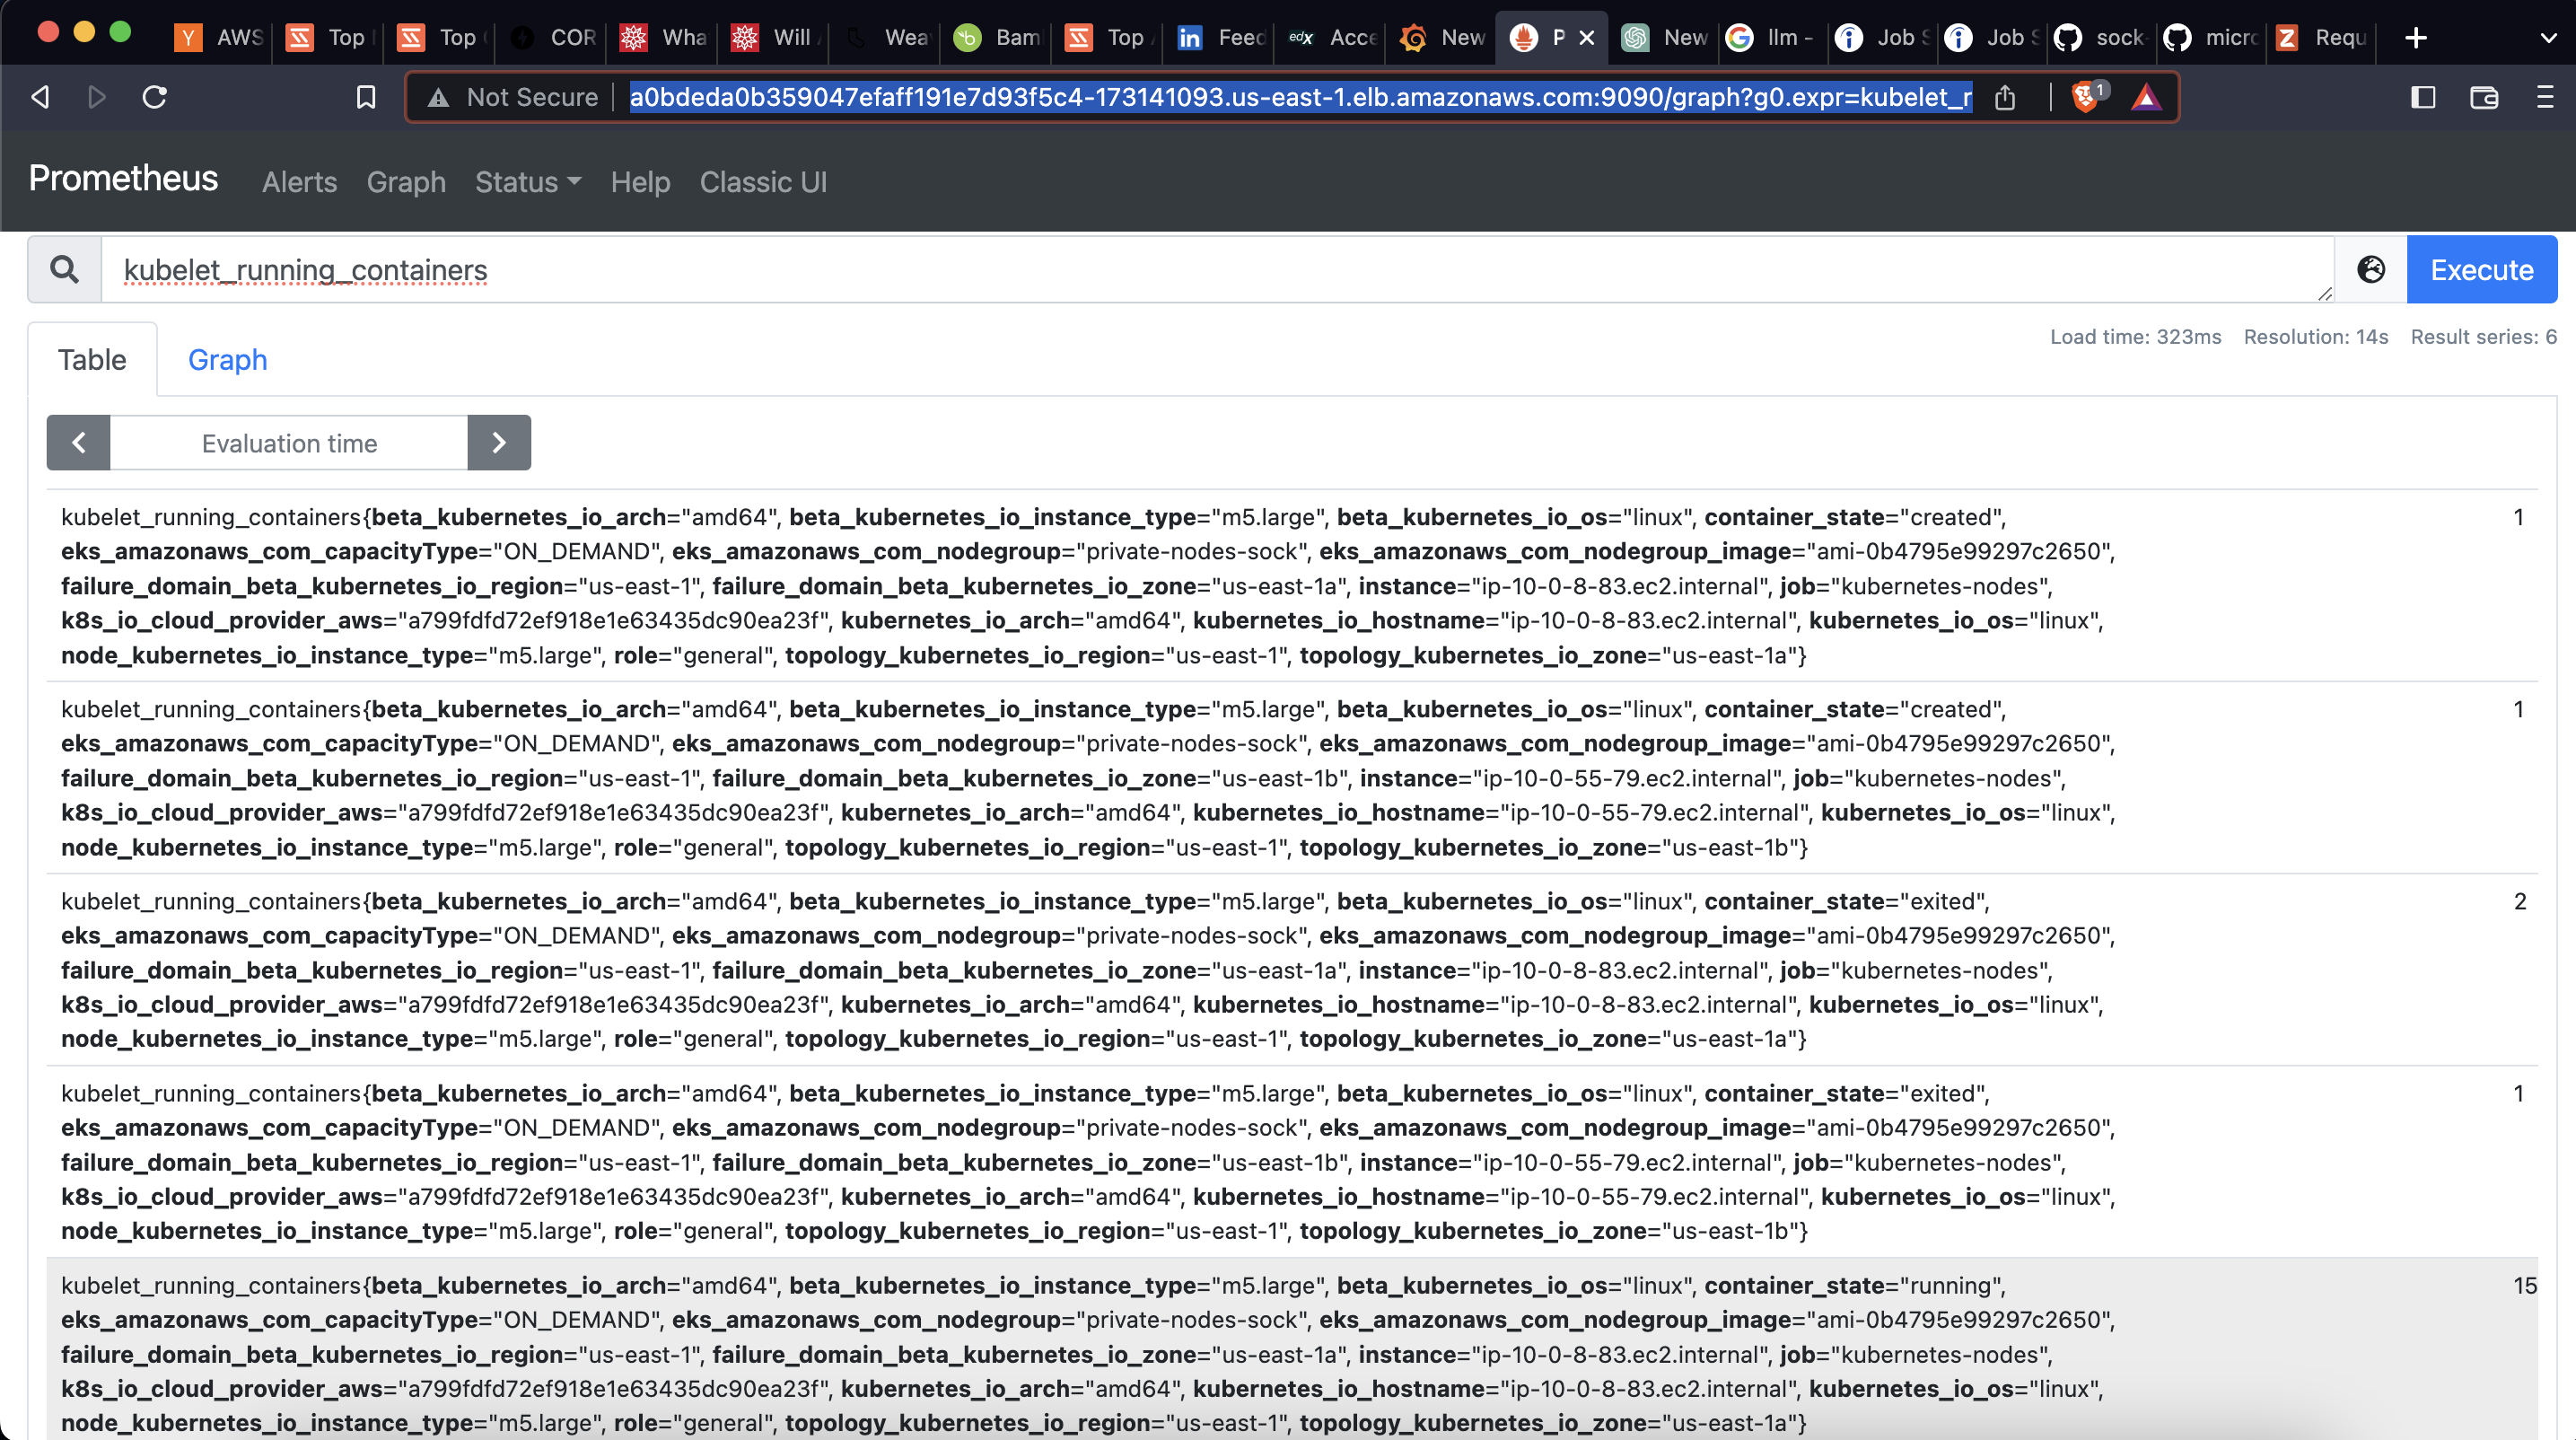 AWS Top Top COR Wha Will Wea Bam Top Feed edx Acce New P New llm - Job S Job S sock- micro Requ
Not Secure a0bdeda0b359047efaff191e7d93f5c4-173141093.us-east-1.elb.amazonaws.com:9090/graph?g0.expr=kubelet_r 1
Prometheus Alerts Graph Status Help Classic UI
kubelet_running_containers Execute
Load time: 323ms Resolution: 14s Result series: 6
Table Graph
Evaluation time
kubelet_running_containers{beta_kubernetes_io_arch="amd64", beta_kubernetes_io_instance_type="m5.large", beta_kubernetes_io_os="linux", container_state="created", 1
eks_amazonaws_com_capacityType="ON_DEMAND", eks_amazonaws_com_nodegroup="private-nodes-sock", eks_amazonaws_com_nodegroup_image="ami-0b4795e99297c2650",
failure_domain_beta_kubernetes_io_region="us-east-1", failure_domain_beta_kubernetes_io_zone="us-east-1a", instance="ip-10-0-8-83.ec2.internal", job="kubernetes-nodes",
k8s_io_cloud_provider_aws="a799fdfd72ef918e1e63435dc90ea23f", kubernetes_io_arch="amd64", kubernetes_io_hostname="ip-10-0-8-83.ec2.internal", kubernetes_io_os="linux",
node_kubernetes_io_instance_type="m5.large", role="general", topology_kubernetes_io_region="us-east-1", topology_kubernetes_io_zone="us-east-1a"}
kubelet_running_containers{beta_kubernetes_io_arch="amd64", beta_kubernetes_io_instance_type="m5.large", beta_kubernetes_io_os="linux", container_state="created", 1
eks_amazonaws_com_capacityType="ON_DEMAND", eks_amazonaws_com_nodegroup="private-nodes-sock", eks_amazonaws_com_nodegroup_image="ami-0b4795e99297c2650",
failure_domain_beta_kubernetes_io_region="us-east-1", failure_domain_beta_kubernetes_io_zone="us-east-1b", instance="ip-10-0-55-79.ec2.internal", job="kubernetes-nodes",
k8s_io_cloud_provider_aws="a799fdfd72ef918e1e63435dc90ea23f", kubernetes_io_arch="amd64", kubernetes_io_hostname="ip-10-0-55-79.ec2.internal", kubernetes_io_os="linux",
node_kubernetes_io_instance_type="m5.large", role="general", topology_kubernetes_io_region="us-east-1", topology_kubernetes_io_zone="us-east-1b"}
kubelet_running_containers{beta_kubernetes_io_arch="amd64", beta_kubernetes_io_instance_type="m5.large", beta_kubernetes_io_os="linux", container_state="exited", 2
eks_amazonaws_com_capacityType="ON_DEMAND", eks_amazonaws_com_nodegroup="private-nodes-sock", eks_amazonaws_com_nodegroup_image="ami-0b4795e99297c2650",
failure_domain_beta_kubernetes_io_region="us-east-1", failure_domain_beta_kubernetes_io_zone="us-east-1a", instance="ip-10-0-8-83.ec2.internal", job="kubernetes-nodes",
k8s_io_cloud_provider_aws="a799fdfd72ef918e1e63435dc90ea23f", kubernetes_io_arch="amd64", kubernetes_io_hostname="ip-10-0-8-83.ec2.internal", kubernetes_io_os="linux",
node_kubernetes_io_instance_type="m5.large", role="general", topology_kubernetes_io_region="us-east-1", topology_kubernetes_io_zone="us-east-1a"}
kubelet_running_containers{beta_kubernetes_io_arch="amd64", beta_kubernetes_io_instance_type="m5.large", beta_kubernetes_io_os="linux", container_state="exited", 1
eks_amazonaws_com_capacityType="ON_DEMAND", eks_amazonaws_com_nodegroup="private-nodes-sock", eks_amazonaws_com_nodegroup_image="ami-0b4795e99297c2650",
failure_domain_beta_kubernetes_io_region="us-east-1", failure_domain_beta_kubernetes_io_zone="us-east-1b", instance="ip-10-0-55-79.ec2.internal", job="kubernetes-nodes",
k8s_io_cloud_provider_aws="a799fdfd72ef918e1e63435dc90ea23f", kubernetes_io_arch="amd64", kubernetes_io_hostname="ip-10-0-55-79.ec2.internal", kubernetes_io_os="linux",
node_kubernetes_io_instance_type="m5.large", role="general", topology_kubernetes_io_region="us-east-1", topology_kubernetes_io_zone="us-east-1b"}
kubelet_running_containers{beta_kubernetes_io_arch="amd64", beta_kubernetes_io_instance_type="m5.large", beta_kubernetes_io_os="linux", container_state="running", 15
eks_amazonaws_com_capacityType="ON_DEMAND", eks_amazonaws_com_nodegroup="private-nodes-sock", eks_amazonaws_com_nodegroup_image="ami-0b4795e99297c2650",
failure_domain_beta_kubernetes_io_region="us-east-1", failure_domain_beta_kubernetes_io_zone="us-east-1a", instance="ip-10-0-8-83.ec2.internal", job="kubernetes-nodes",
k8s_io_cloud_provider_aws="a799fdfd72ef918e1e63435dc90ea23f", kubernetes_io_arch="amd64", kubernetes_io_hostname="ip-10-0-8-83.ec2.internal", kubernetes_io_os="linux",
node_kubernetes_io_instance_type="m5.large", role="general", topology_kubernetes_io_region="us-east-1", topology_kubernetes_io_zone="us-east-1a"}